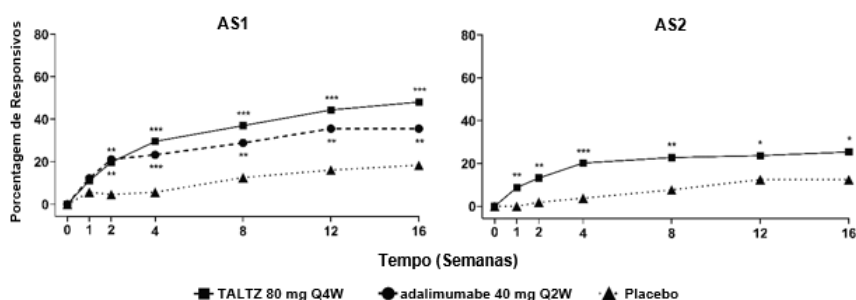 AS1
AS2
Porcentagem de Responsivos
80
60
40
20
0
** *** *** *** ***
** *** ** ** **
0 1 2 4 8 12 16
80
60
40
20
0
** ** *** ** * *
0 1 2 4 8 12 16
Tempo (Semanas)
TALTZ 80 mg Q4W adalimumabe 40 mg Q2W Placebo